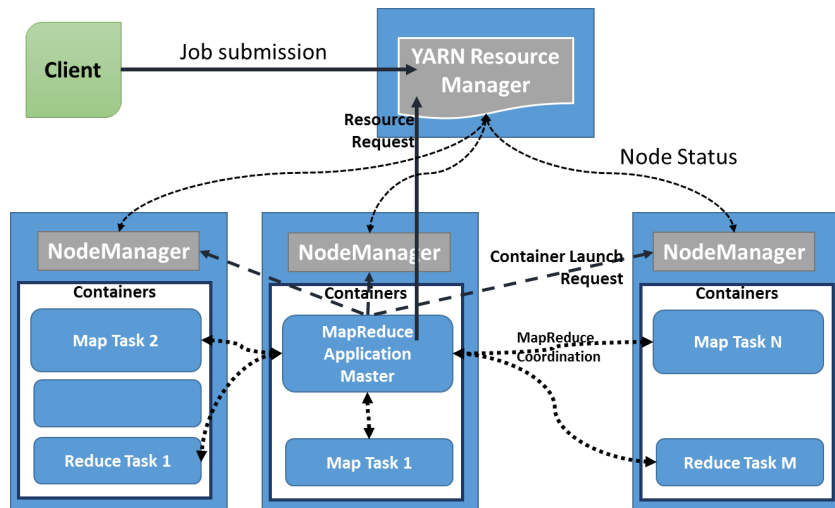 Client
Job submission
YARN Resource
Manager
Resource
Request
Node Status
NodeManager
NodeManager
NodeManager
Container Launch
Request
Containers
Containers
Containers
Map Task 2
Reduce Task 1
MapReduce
Application
Master
Map Task 1
MapReduce
Coordination
Map Task N
Reduce Task M